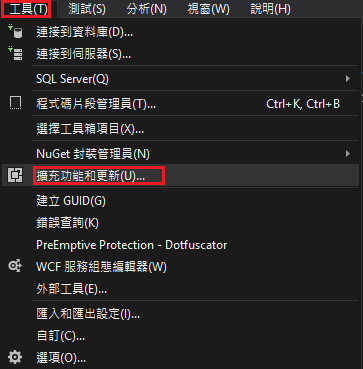 工具(T) 測試(S) 分析(N) 視窗(W) 說明(H)
連接到資料庫(D)...
連接到伺服器(S)...
SQL Server(Q)
程式碼片段管理員(T)... Ctrl+K, Ctrl+B
選擇工具箱項目(X)...
NuGet 封裝管理員(N)
擴充功能和更新(U)...
建立 GUID(G)
錯誤查詢(K)
PreEmptive Protection - Dotfuscator
WCF 服務組態編輯器(W)
外部工具(E)...
匯入和匯出設定(I)...
自訂(C)...
選項(O)...